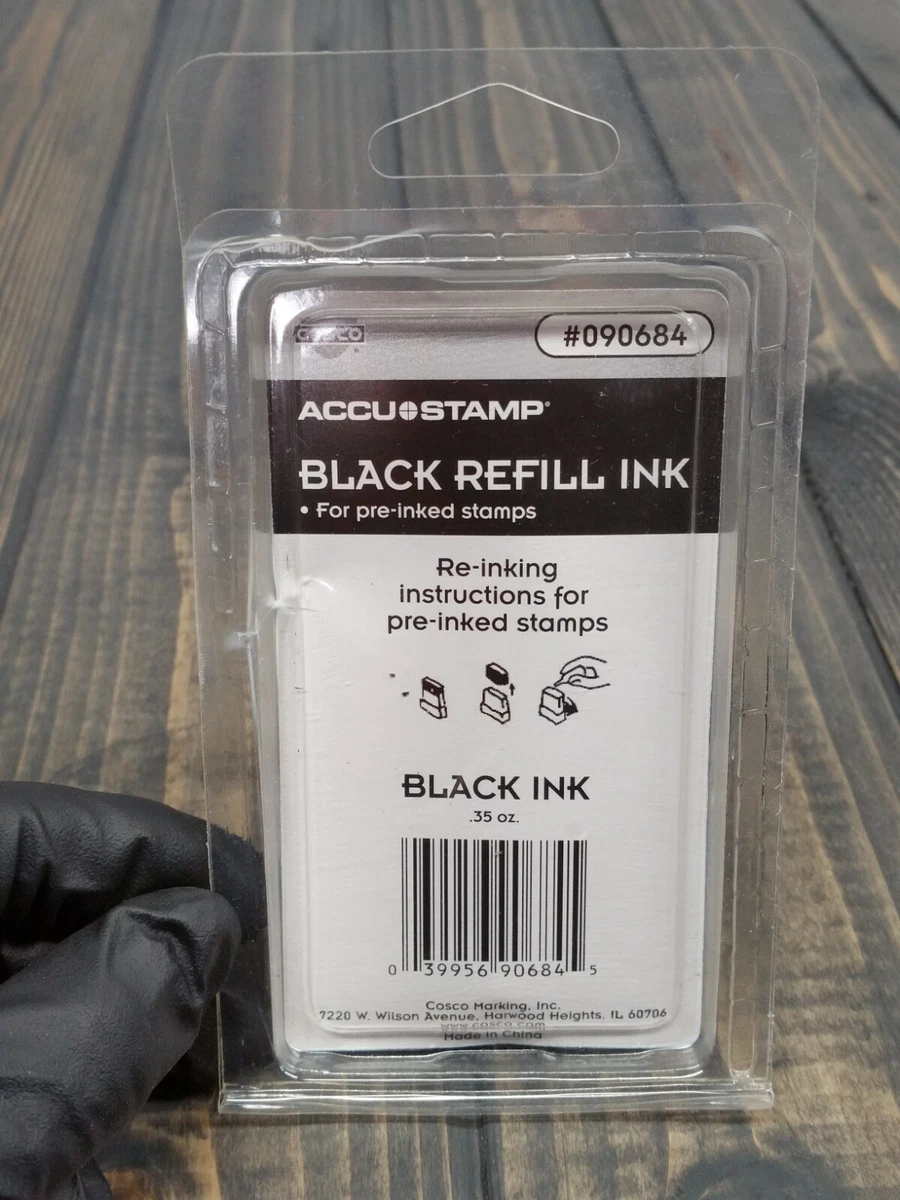 COSCO
#090684
ACCU STAMP®
BLACK REFILL INK
• For pre-inked stamps
Re-inking
instructions for
pre-inked stamps
BLACK INK
.35 oz.
0 39956 90684 5
Cosco Marking, Inc.
7220 W. Wilson Avenue, Harwood Heights, IL 60706
www.cosco.com
Made in China